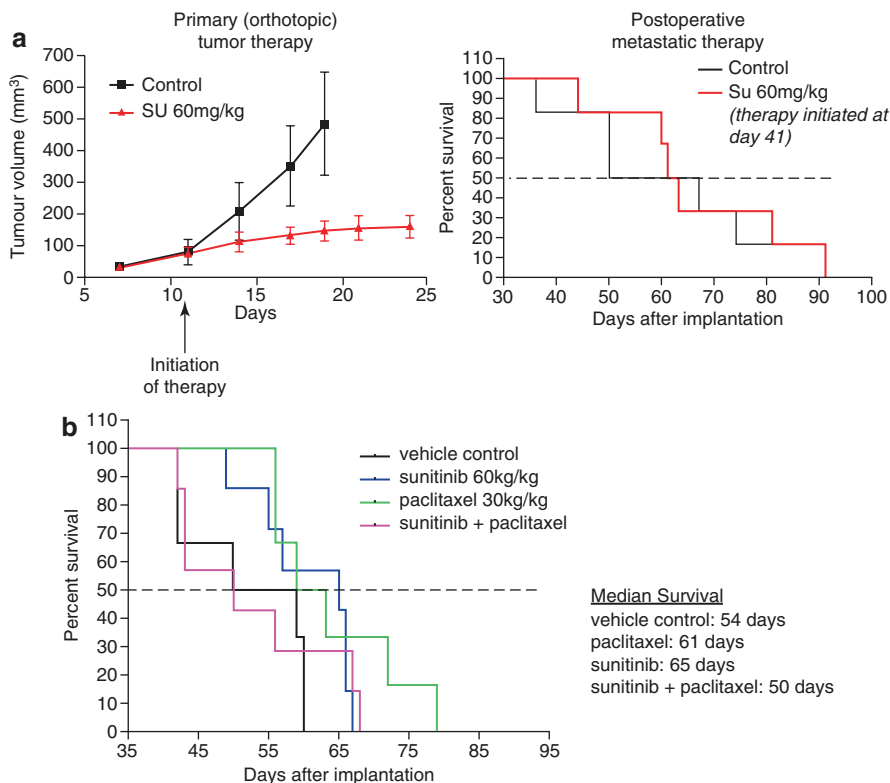 a
Primary (orthotopic)
tumor therapy
Tumour volume (mm³)
700
600
500
400
300
200
100
0
Control
SU 60mg/kg
5
10
15
20
25
Days
Initiation
of therapy
Postoperative
metastatic therapy
Percent survival
110
100
90
80
70
60
50
40
30
20
10
0
Control
Su 60mg/kg
(therapy initiated at
day 41)
30
40
50
60
70
80
90
100
Days after implantation
b
Percent survival
110
100
90
80
70
60
50
40
30
20
10
0
vehicle control
sunitinib 60kg/kg
paclitaxel 30kg/kg
sunitinib + paclitaxel
35
45
55
65
75
85
95
Days after implantation
Median Survival
vehicle control: 54 days
paclitaxel: 61 days
sunitinib: 65 days
sunitinib + paclitaxel: 50 days